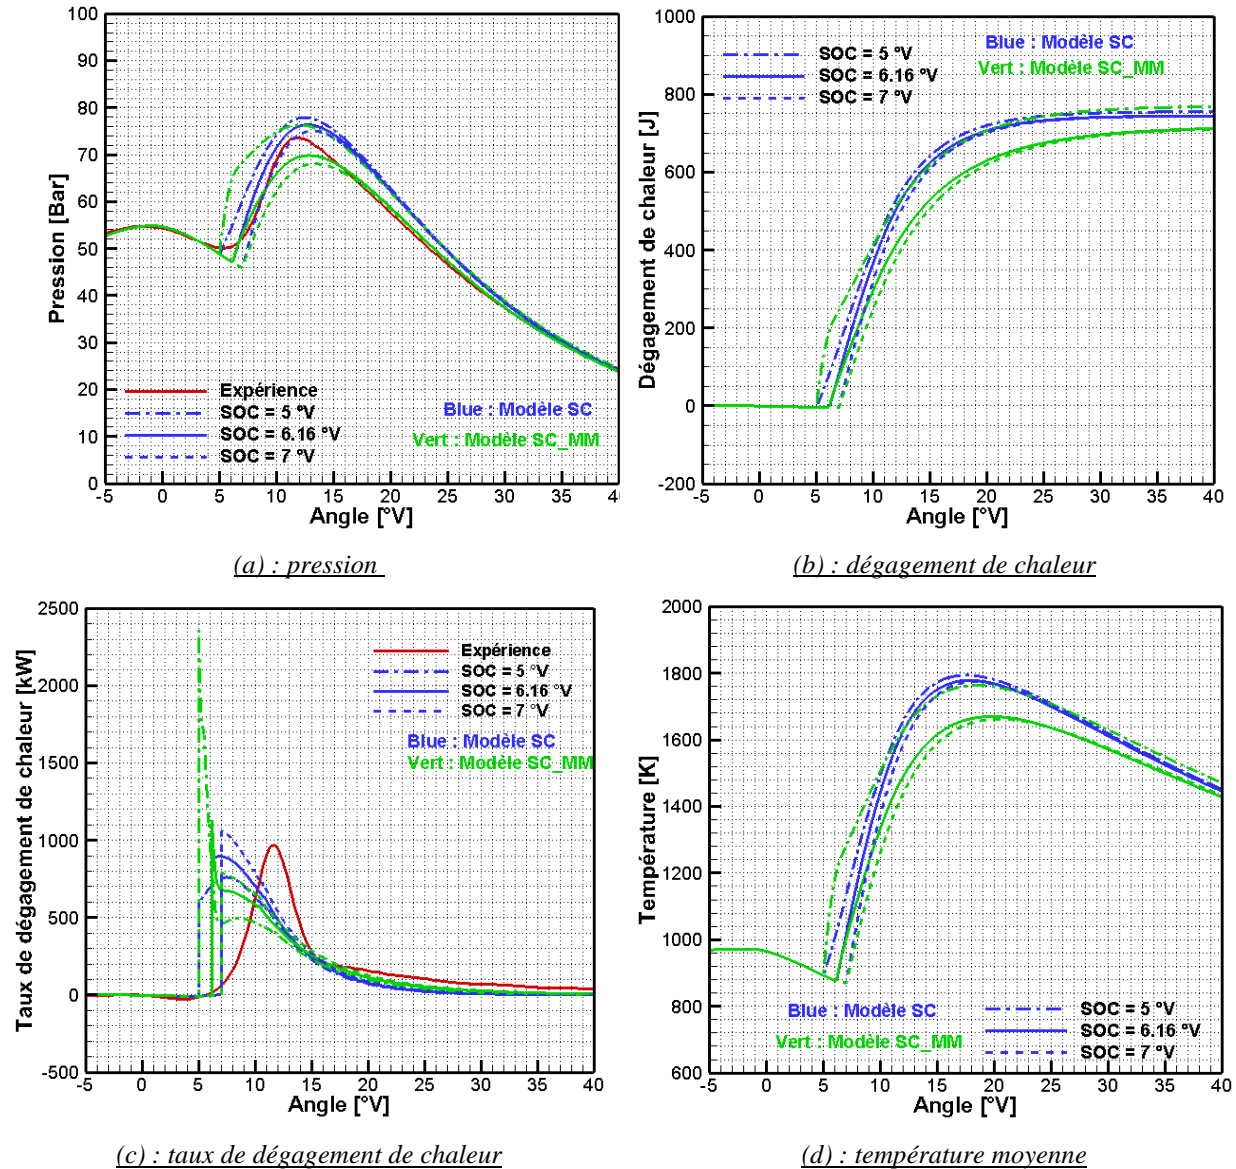 100
90
80
70
60
50
40
30
20
10
0
Pression [Bar]
Expérience
SOC = 5 °V
SOC = 6.16 °V
SOC = 7 °V
Blue : Modèle SC
Vert : Modèle SC_MM
-5 0 5 10 15 20 25 30 35 40
Angle [°V]
(a) : pression
1000
800
600
400
200
0
-200
Dégagement de chaleur [J]
SOC = 5 °V
SOC = 6.16 °V
SOC = 7 °V
Blue : Modèle SC
Vert : Modèle SC_MM
-5 0 5 10 15 20 25 30 35 40
Angle [°V]
(b) : dégagement de chaleur
2500
2000
1500
1000
500
0
-500
Taux de dégagement de chaleur [kW]
Expérience
SOC = 5 °V
SOC = 6.16 °V
SOC = 7 °V
Blue : Modèle SC
Vert : Modèle SC_MM
-5 0 5 10 15 20 25 30 35 40
Angle [°V]
(c) : taux de dégagement de chaleur
2000
1800
1600
1400
1200
1000
800
600
Température [K]
Blue : Modèle SC
Vert : Modèle SC_MM
SOC = 5 °V
SOC = 6.16 °V
SOC = 7 °V
-5 0 5 10 15 20 25 30 35 40
Angle [°V]
(d) : température moyenne